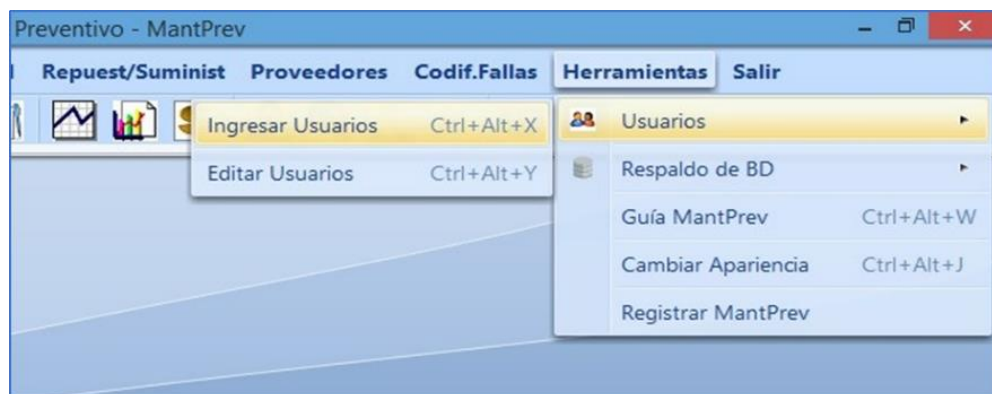 Preventivo - MantPrev
Repuest/Suminist Proveedores Codif.Fallas Herramientas Salir
Ingresar Usuarios Ctrl+Alt+X
Editar Usuarios Ctrl+Alt+Y
Usuarios
Respaldo de BD
Guía MantPrev Ctrl+Alt+W
Cambiar Apariencia Ctrl+Alt+J
Registrar MantPrev